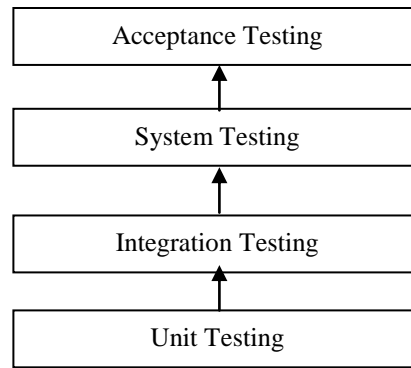 Acceptance Testing
System Testing
Integration Testing
Unit Testing